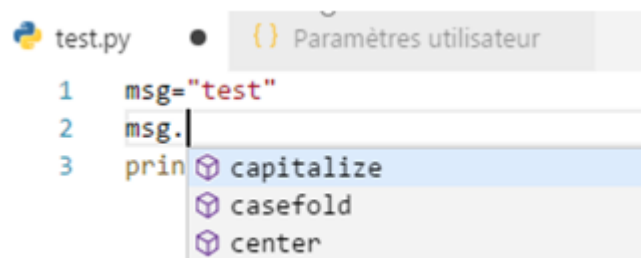 test.py ● {} Paramètres utilisateur
1 msg="test"
2 msg.
3 prin
capitalize
casefold
center